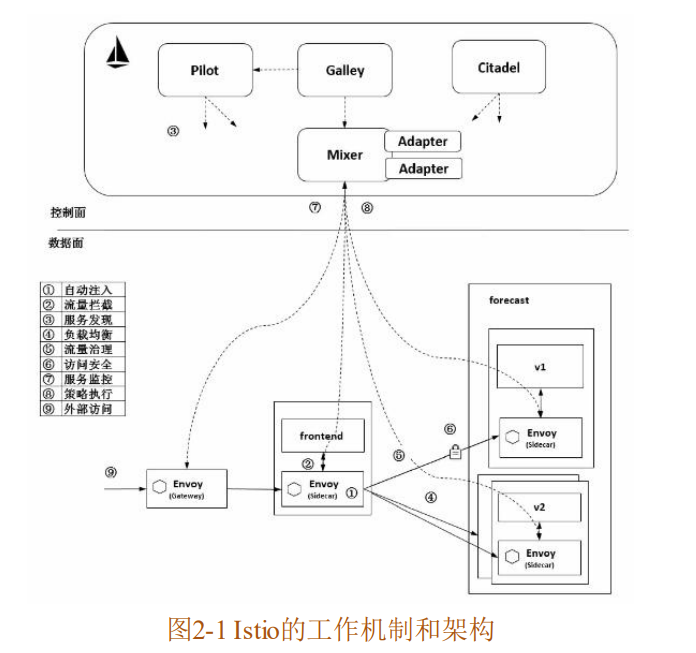 Pilot
Galley
Citadel
③
Mixer
Adapter
Adapter
控制面
⑦
⑧
数据面
① 自动注入
② 流量拦截
③ 服务发现
④ 负载均衡
⑤ 流量治理
⑥ 访问安全
⑦ 服务监控
⑧ 策略执行
⑨ 外部访问
forecast
v1
Envoy
(Sidecar)
⑥
frontend
②
⑤
⑨
Envoy
(Gateway)
Envoy
(Sidecar)
①
④
v2
Envoy
(Sidecar)
图2-1 Istio的工作机制和架构